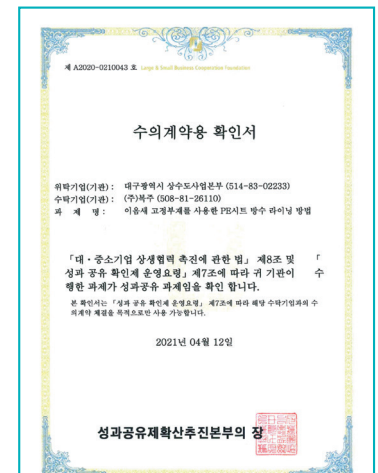 제 A2020-0210043 호 Large & Small Business Cooperation Foundation
수의계약용 확인서
위탁기업(기관) : 대구광역시 상수도사업본부 (514-83-02233)
수탁기업(기관) : (주)복주 (508-81-26110)
과 제 명 : 이음새 고정부재를 사용한 PE시트 방수 라이닝 방법
「대・중소기업 상생협력 촉진에 관한 법」 제8조 및 「
성과 공유 확인제 운영요령」제7조에 따라 귀 기관이 수
행한 과제가 성과공유 과제임을 확인 합니다.
본 확인서는 「성과 공유 확인제 운영요령」 제7조에 따라 해당 수탁기업과의 수
의계약 체결을 목적으로만 사용 가능합니다.
2021년 04월 12일
성과공유제확산추진본부의 장